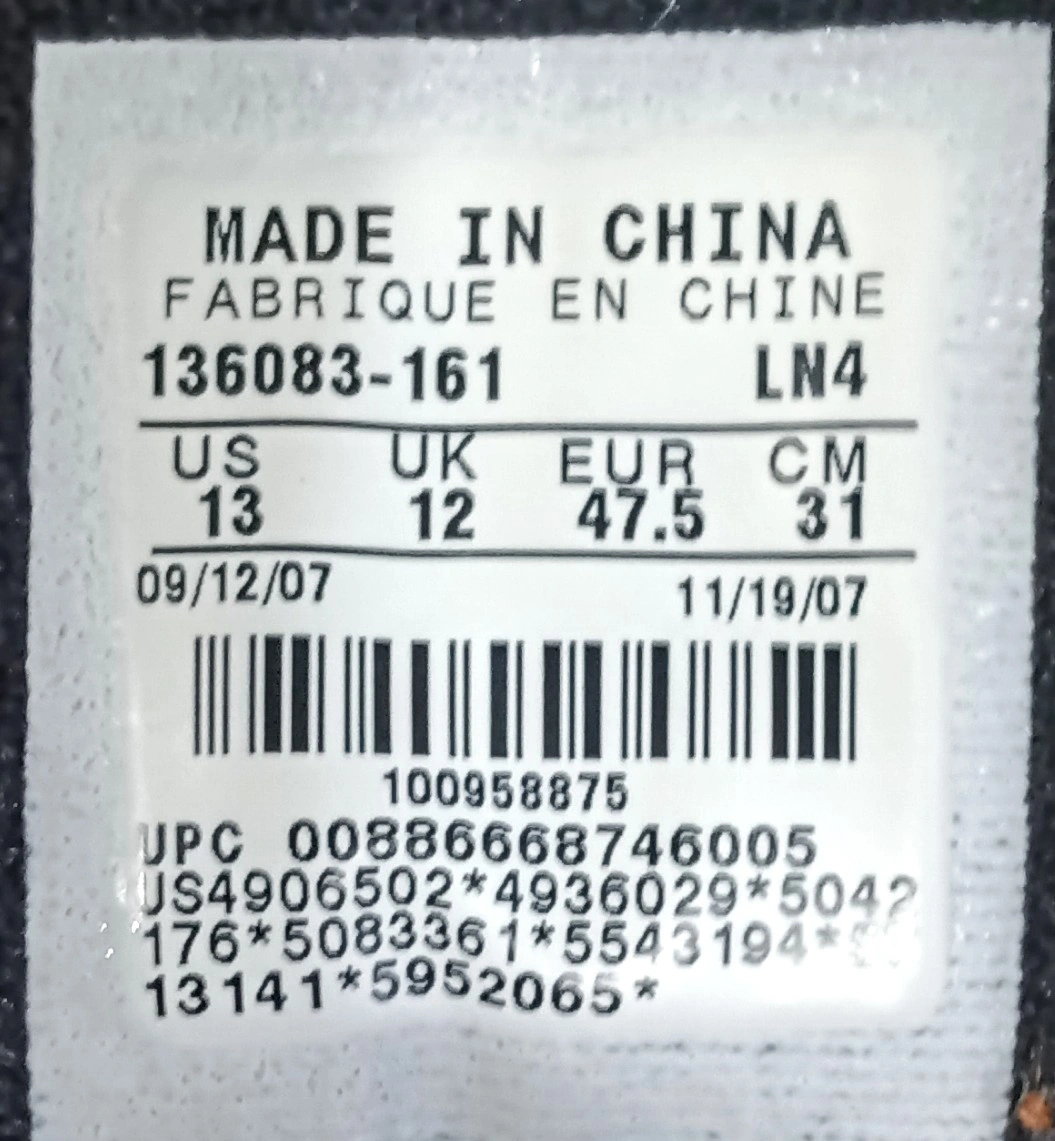 MADE IN CHINA
FABRIQUE EN CHINE
136083-161 LN4
US UK EUR CM
13 12 47.5 31
09/12/07 11/19/07
100958875
UPC 00886668746005
US4906502*4936029*5042
176*5083361*5543194*
13141*5952065*